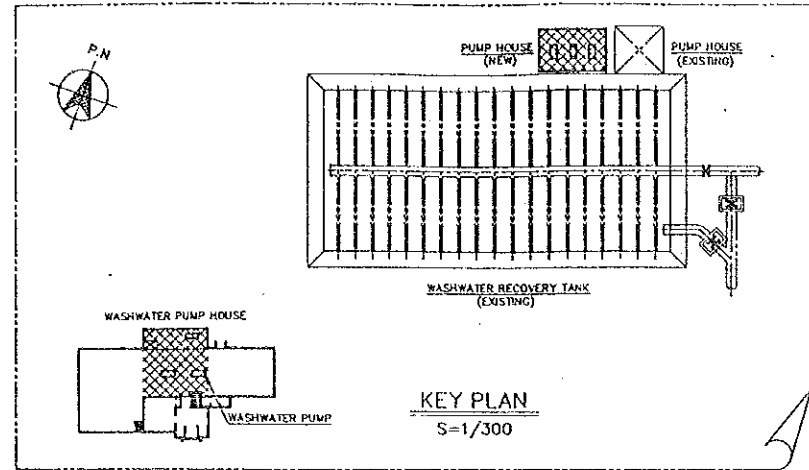 P.N
PUMP HOUSE
(NEW)
PUMP HOUSE
(EXISTING)
WASHWATER RECOVERY TANK
(EXISTING)
WASHWATER PUMP HOUSE
WASHWATER PUMP
KEY PLAN
S=1/300